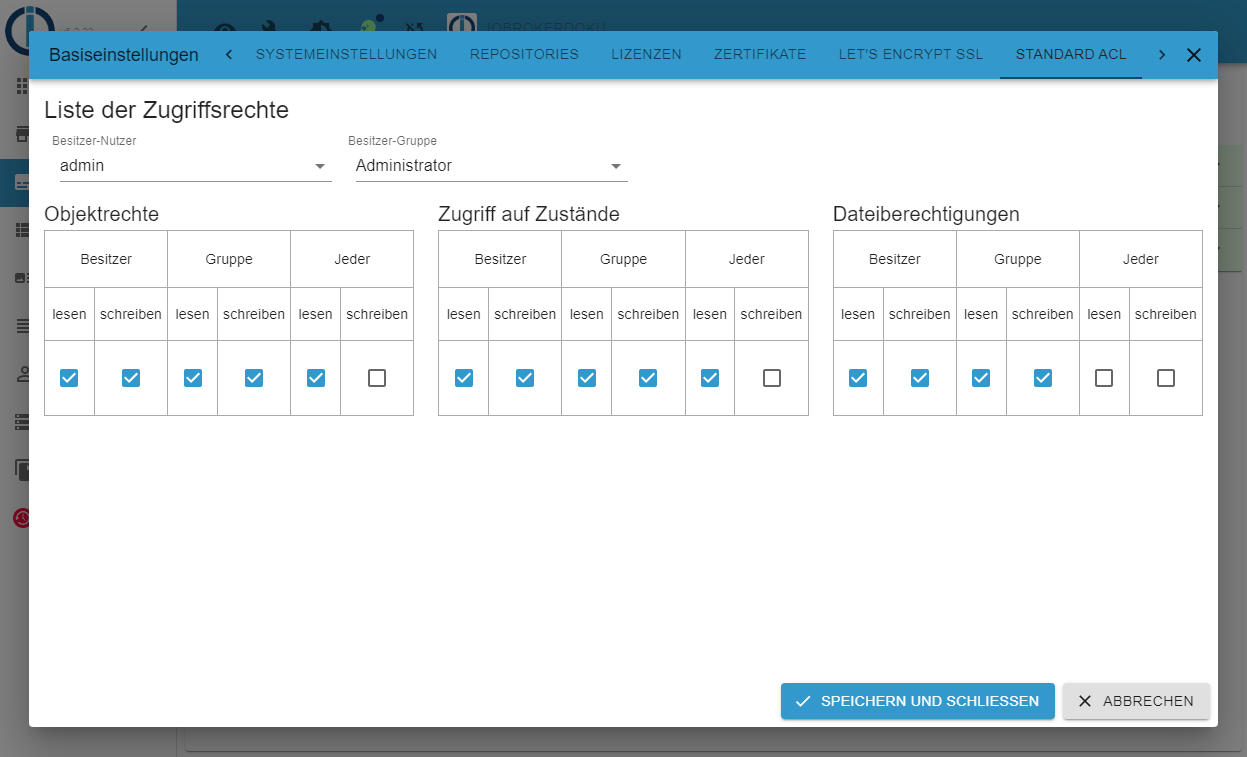 IOBROKERDOKU
Basiseinstellungen SYSTEMEINSTELLUNGEN REPOSITORIES LIZENZEN ZERTIFIKATE LET'S ENCRYPT SSL STANDARD ACL
Liste der Zugriffsrechte
Besitzer-Nutzer Besitzer-Gruppe
admin Administrator
Objektrechte Zugriff auf Zustände Dateiberechtigungen
Besitzer Gruppe Jeder Besitzer Gruppe Jeder Besitzer Gruppe Jeder
lesen schreiben lesen schreiben lesen schreiben lesen schreiben lesen schreiben lesen schreiben lesen schreiben lesen schreiben lesen schreiben
SPEICHERN UND SCHLIESSEN ABBRECHEN